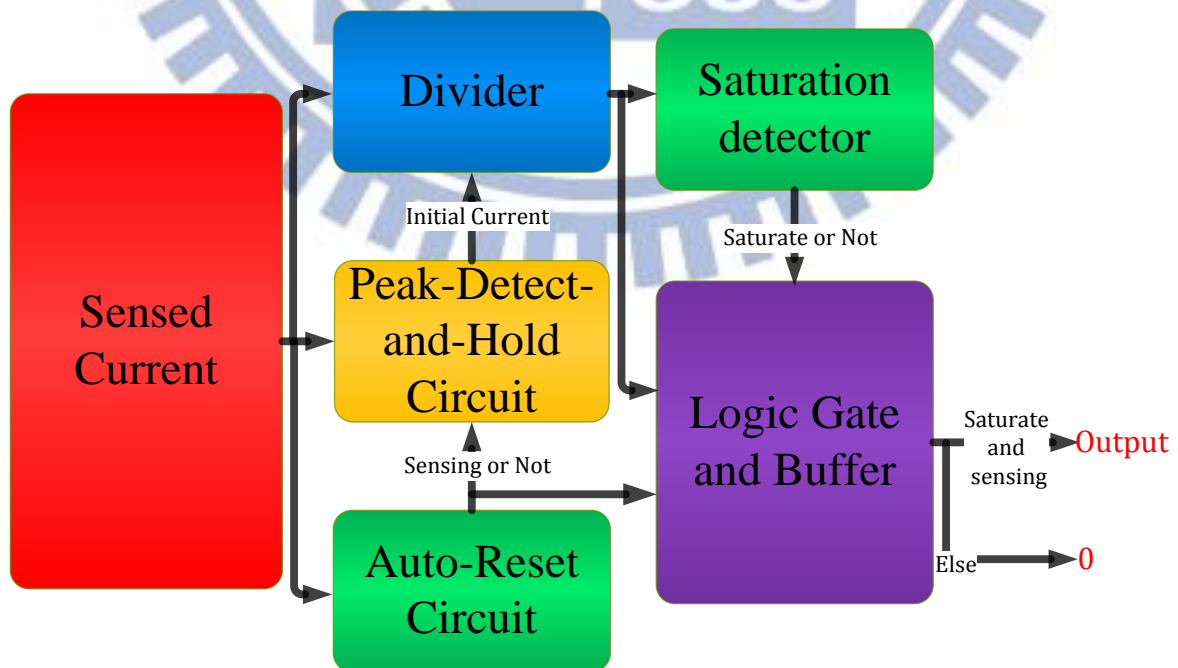 Divider
Saturation
detector
Sensed
Current
Initial Current
Saturate or Not
Peak-Detect-
and-Hold
Circuit
Logic Gate
and Buffer
Saturate
and
sensing
Output
Sensing or Not
Auto-Reset
Circuit
Else
0